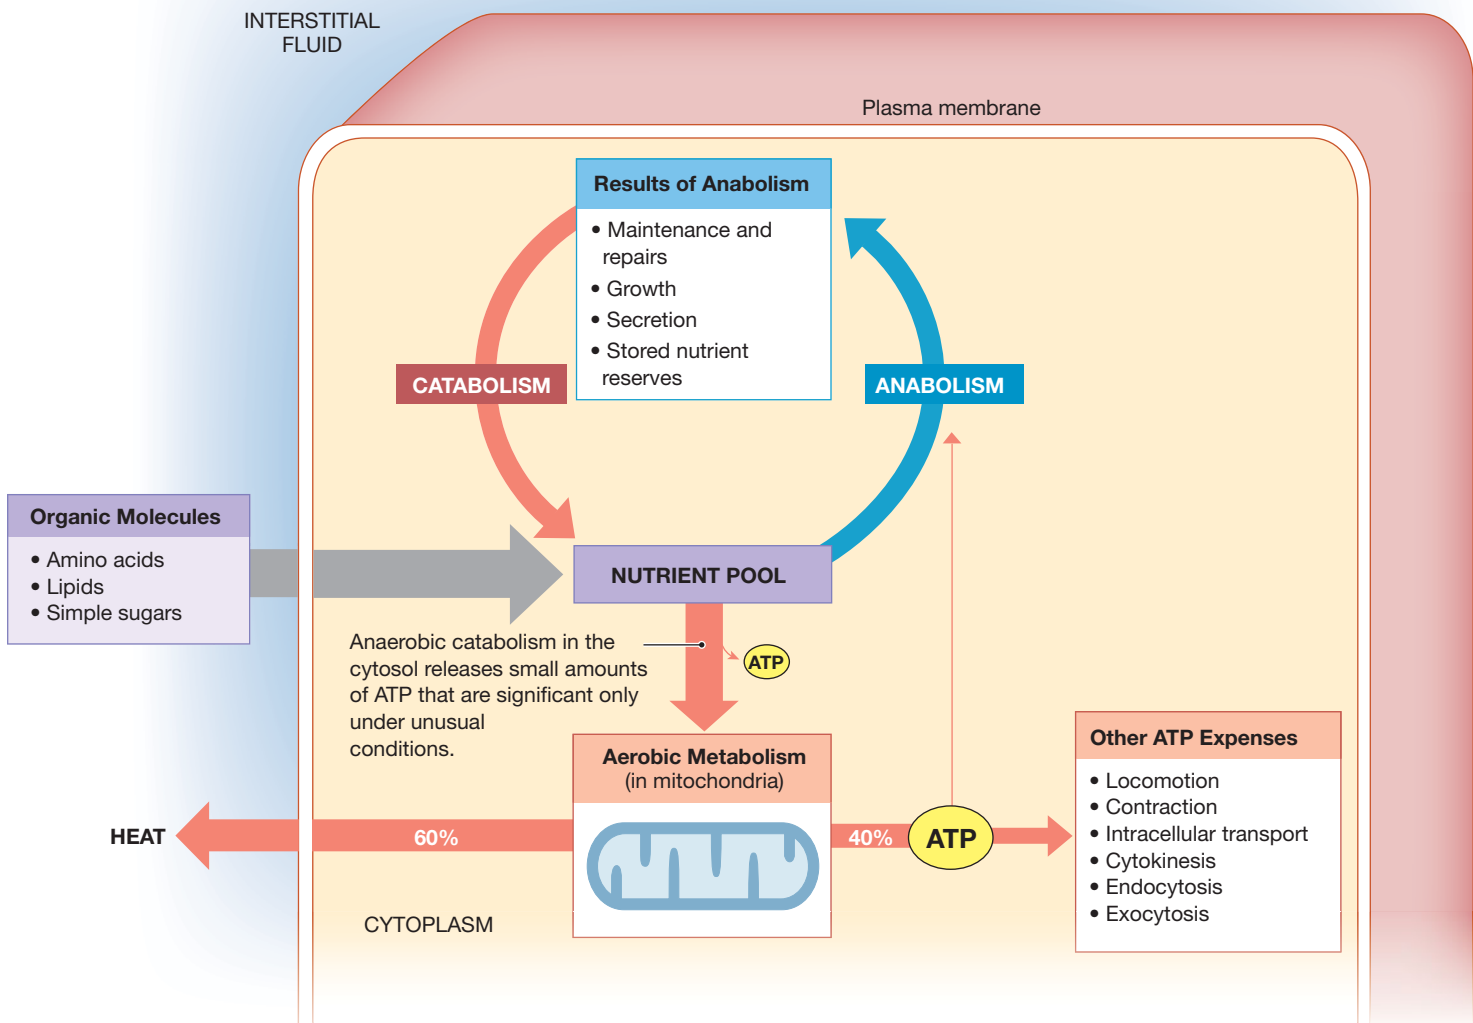 INTERSTITIAL
FLUID
Plasma membrane
Results of Anabolism
• Maintenance and
repairs
• Growth
• Secretion
• Stored nutrient
reserves
CATABOLISM
ANABOLISM
Organic Molecules
• Amino acids
• Lipids
• Simple sugars
NUTRIENT POOL
Anaerobic catabolism in the
cytosol releases small amounts
of ATP that are significant only
under unusual
conditions.
ATP
Aerobic Metabolism
(in mitochondria)
HEAT
60%
40%
ATP
Other ATP Expenses
• Locomotion
• Contraction
• Intracellular transport
• Cytokinesis
• Endocytosis
• Exocytosis
CYTOPLASM